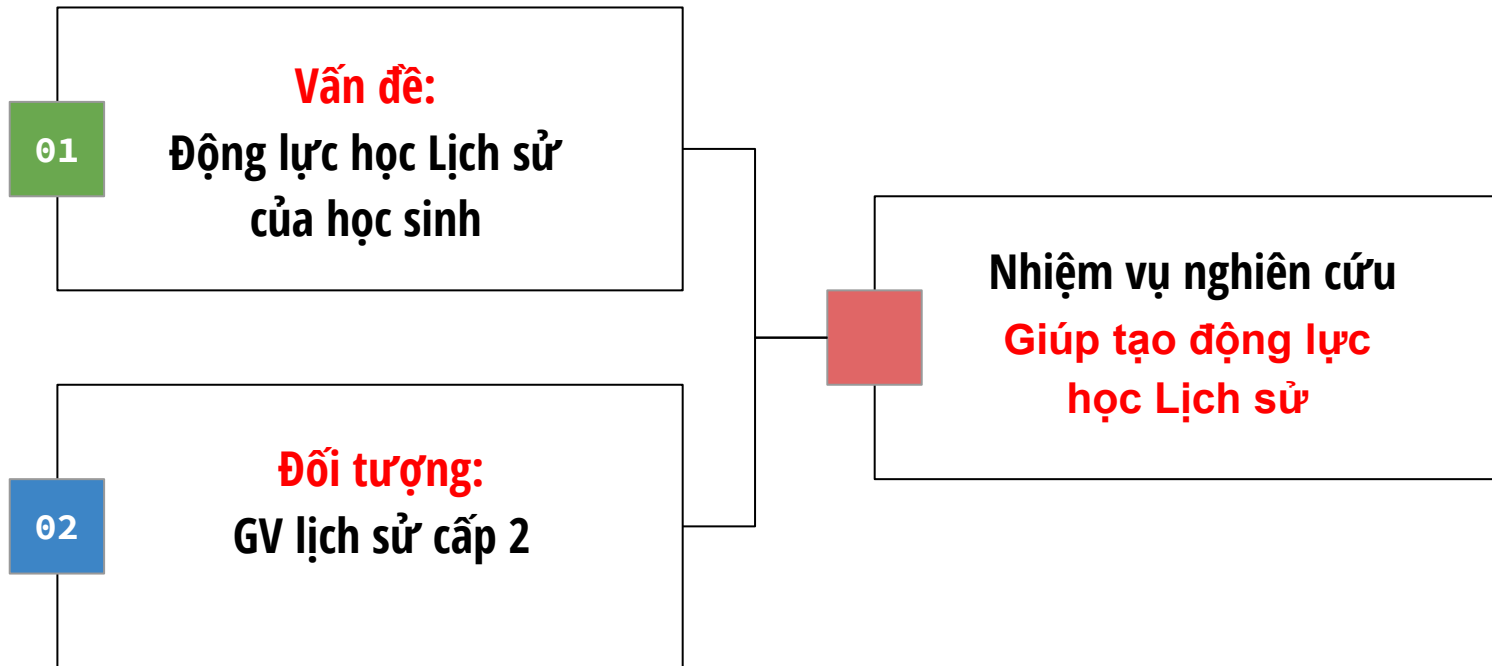 01
Vấn đề:
Động lực học Lịch sử
của học sinh
02
Đối tượng:
GV lịch sử cấp 2
Nhiệm vụ nghiên cứu
Giúp tạo động lực
học Lịch sử